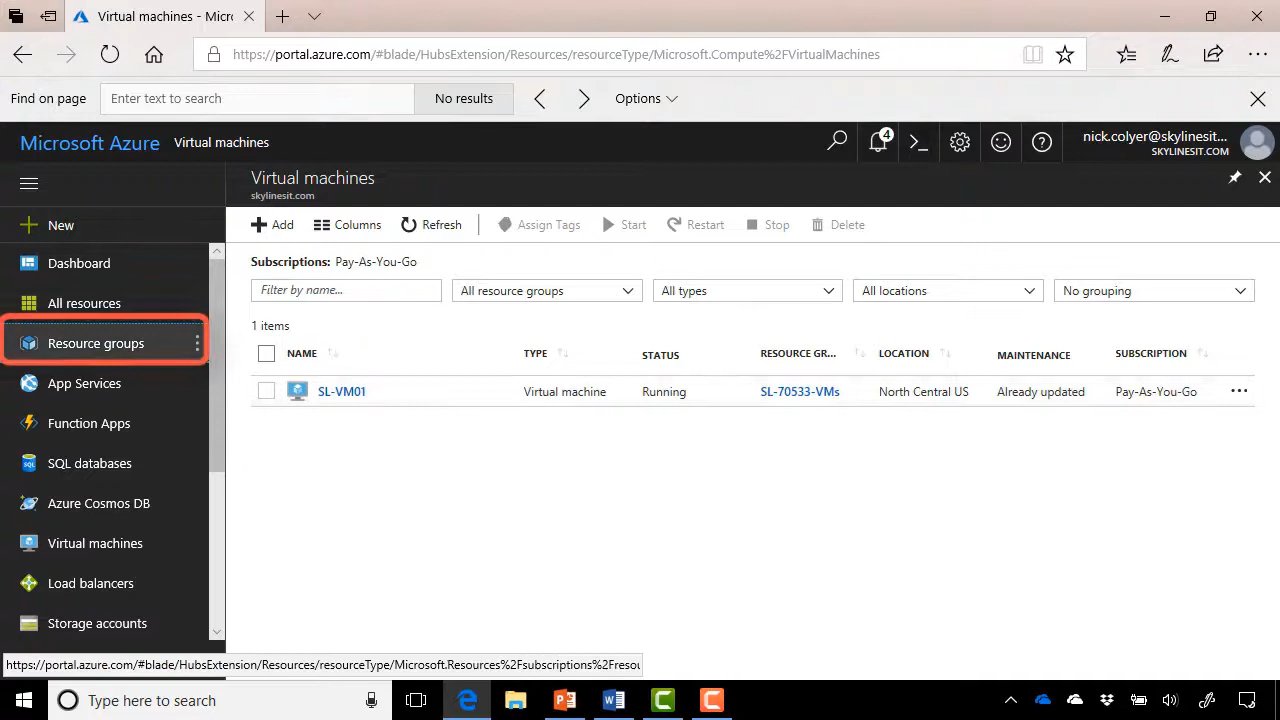 Virtual machines - Micro
https://portal.azure.com/#blade/HubsExtension/Resources/resourceType/Microsoft.Compute%2FVirtualMachines
Find on page
Enter text to search
No results
Options
Microsoft Azure
Virtual machines
4
nick.colyer@skylinesit...
SKYLINESIT.COM
Virtual machines
skylinesit.com
New
Dashboard
All resources
Resource groups
App Services
Function Apps
SQL databases
Azure Cosmos DB
Virtual machines
Load balancers
Storage accounts
Add
Columns
Refresh
Assign Tags
Start
Restart
Stop
Delete
Subscriptions: Pay-As-You-Go
Filter by name...
All resource groups
All types
All locations
No grouping
1 items
NAME TYPE STATUS RESOURCE GR... LOCATION MAINTENANCE SUBSCRIPTION
SL-VM01 Virtual machine Running SL-70533-VMs North Central US Already updated Pay-As-You-Go
https://portal.azure.com/#blade/HubsExtension/Resources/resourceType/Microsoft.Resources%2Fsubscriptions%2Fresou
Type here to search